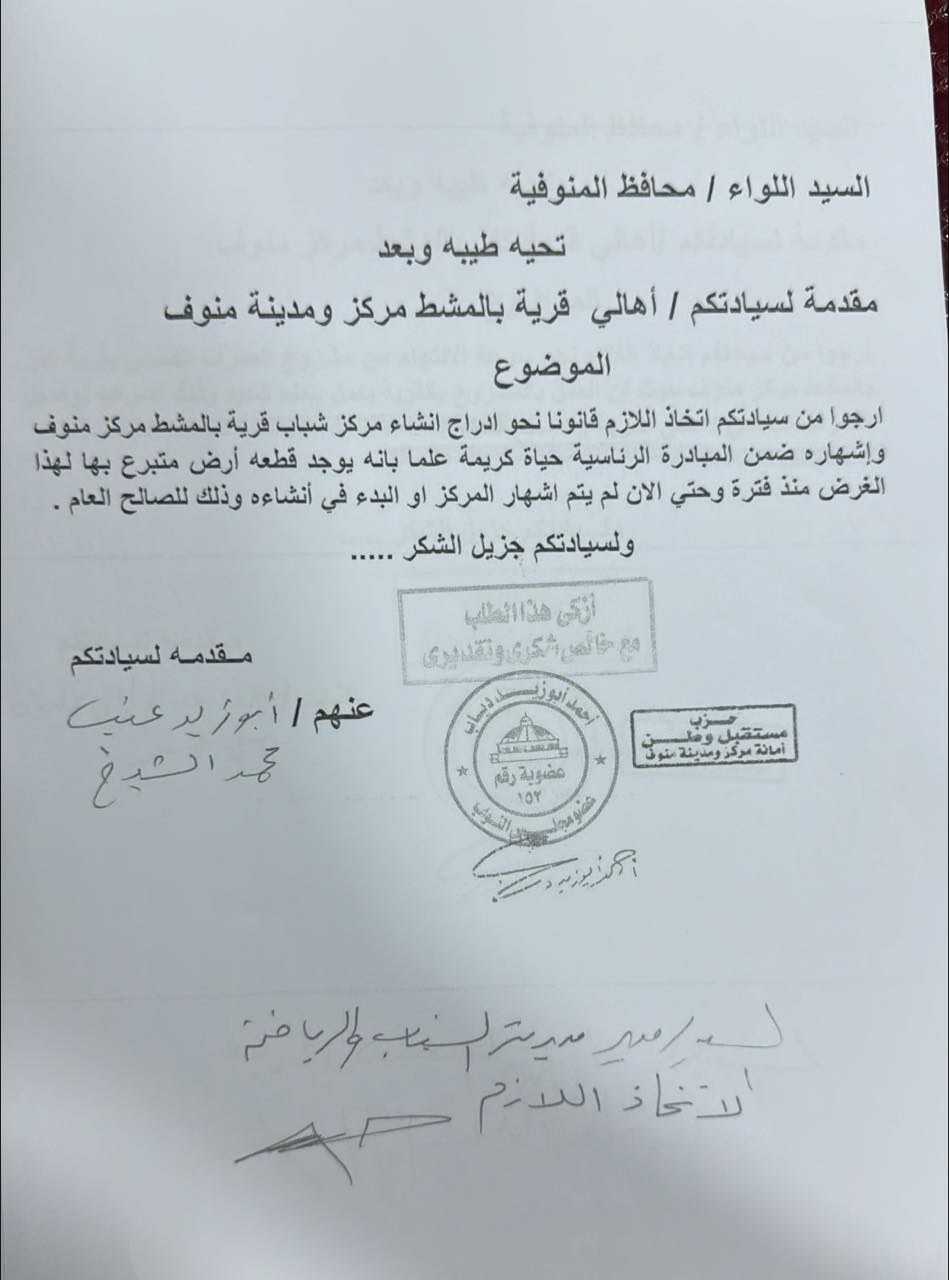 السيد اللواء / محافظ المنوفية
تحيه طيبه وبعد
مقدمة لسيادتكم / أهالي قرية بالمشط مركز ومدينة منوف
الموضوع
ارجوا من سيادتكم اتخاذ اللازم قانونا نحو ادراج انشاء مركز شباب قرية بالمشط مركز منوف
وإشهاره ضمن المبادرة الرئاسية حياة كريمة علما بانه يوجد قطعه أرض متبرع بها لهذا
الغرض منذ فترة وحتي الان لم يتم اشهار المركز او البدء في أنشاءه وذلك للصالح العام .
ولسيادتكم جزيل الشكر .....
أزكى هذا الطلب
مع خالص شكرى وتقديرى
مـقدمـه لسيادتكم
عنهم / أبوزيد
محمد الشيخ
أحمد أبوزيد دياب
عضوية رقم
١٥٢
عضو مجلس النواب
حزب
مستقبل وطن
أمانة مركز ومدينة منوف
أحمد أبوزيد
السيد / مدير مديرية الشباب والرياضة
لاتخاذ اللازم